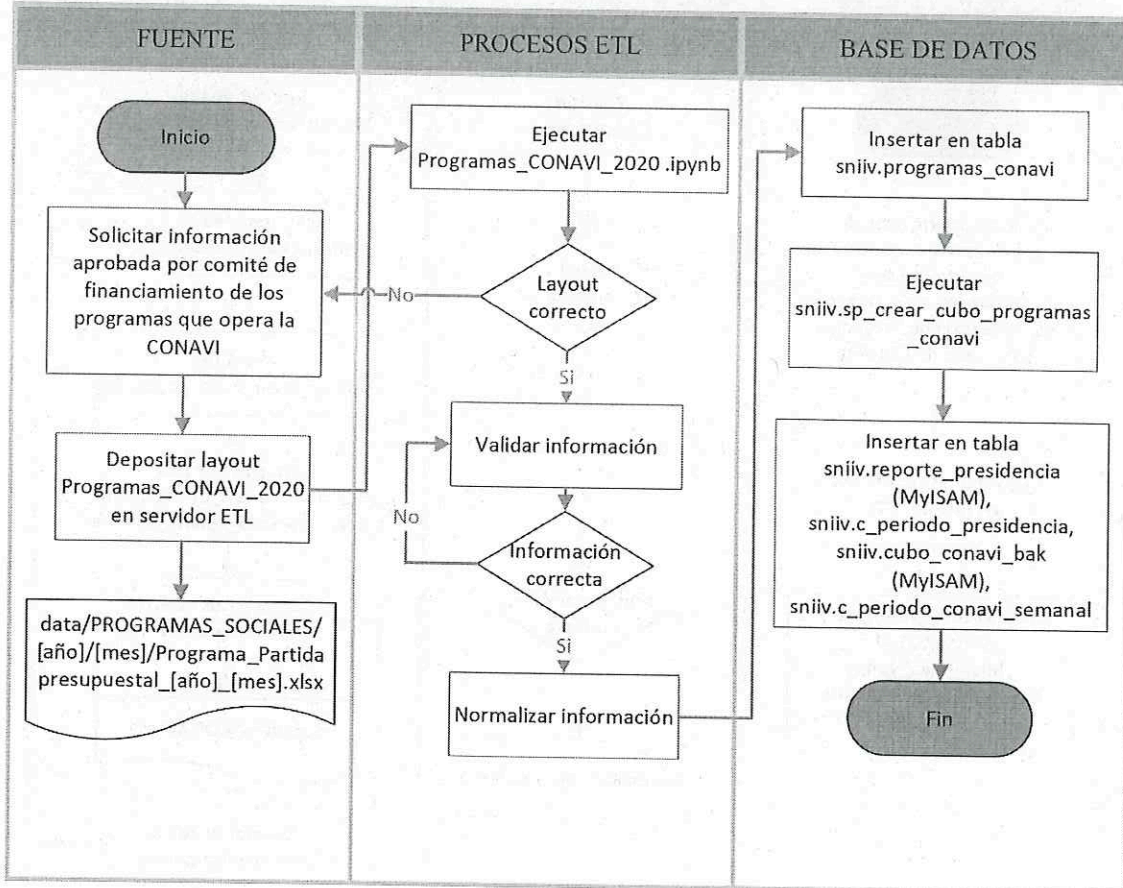 FUENTE
PROCESOS ETL
BASE DE DATOS
Inicio
Solicitar información
aprobada por comité de
financiamiento de los
programas que opera la
CONAVI
Depositar layout
Programas_CONAVI_2020
en servidor ETL
data/PROGRAMAS_SOCIALES/
[año]/[mes]/Programa_Partida
presupuestal_[año]_[mes].xlsx
Ejecutar
Programas_CONAVI_2020 .ipynb
Layout
correcto
No
Si
Validar información
No
Información
correcta
Si
Normalizar información
Insertar en tabla
sniiv.programas_conavi
Ejecutar
sniiv.sp_crear_cubo_programas
_conavi
Insertar en tabla
sniiv.reporte_presidencia
(MyISAM),
sniiv.c_periodo_presidencia,
sniiv.cubo_conavi_bak
(MyISAM),
sniiv.c_periodo_conavi_semanal
Fin